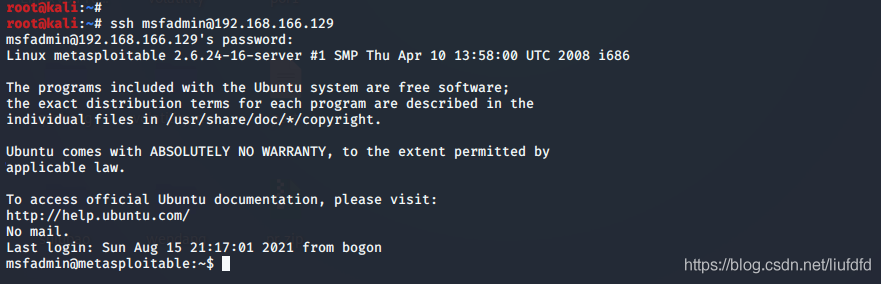 root@kali:~#
root@kali:~# ssh msfadmin@192.168.166.129
msfadmin@192.168.166.129's password:
Linux metasploitable 2.6.24-16-server #1 SMP Thu Apr 10 13:58:00 UTC 2008 i686
The programs included with the Ubuntu system are free software;
the exact distribution terms for each program are described in the
individual files in /usr/share/doc/*/copyright.
Ubuntu comes with ABSOLUTELY NO WARRANTY, to the extent permitted by
applicable law.
To access official Ubuntu documentation, please visit:
http://help.ubuntu.com/
No mail.
Last login: Sun Aug 15 21:17:01 2021 from bogon
msfadmin@metasploitable:~$
https://blog.csdn.net/liufdfd